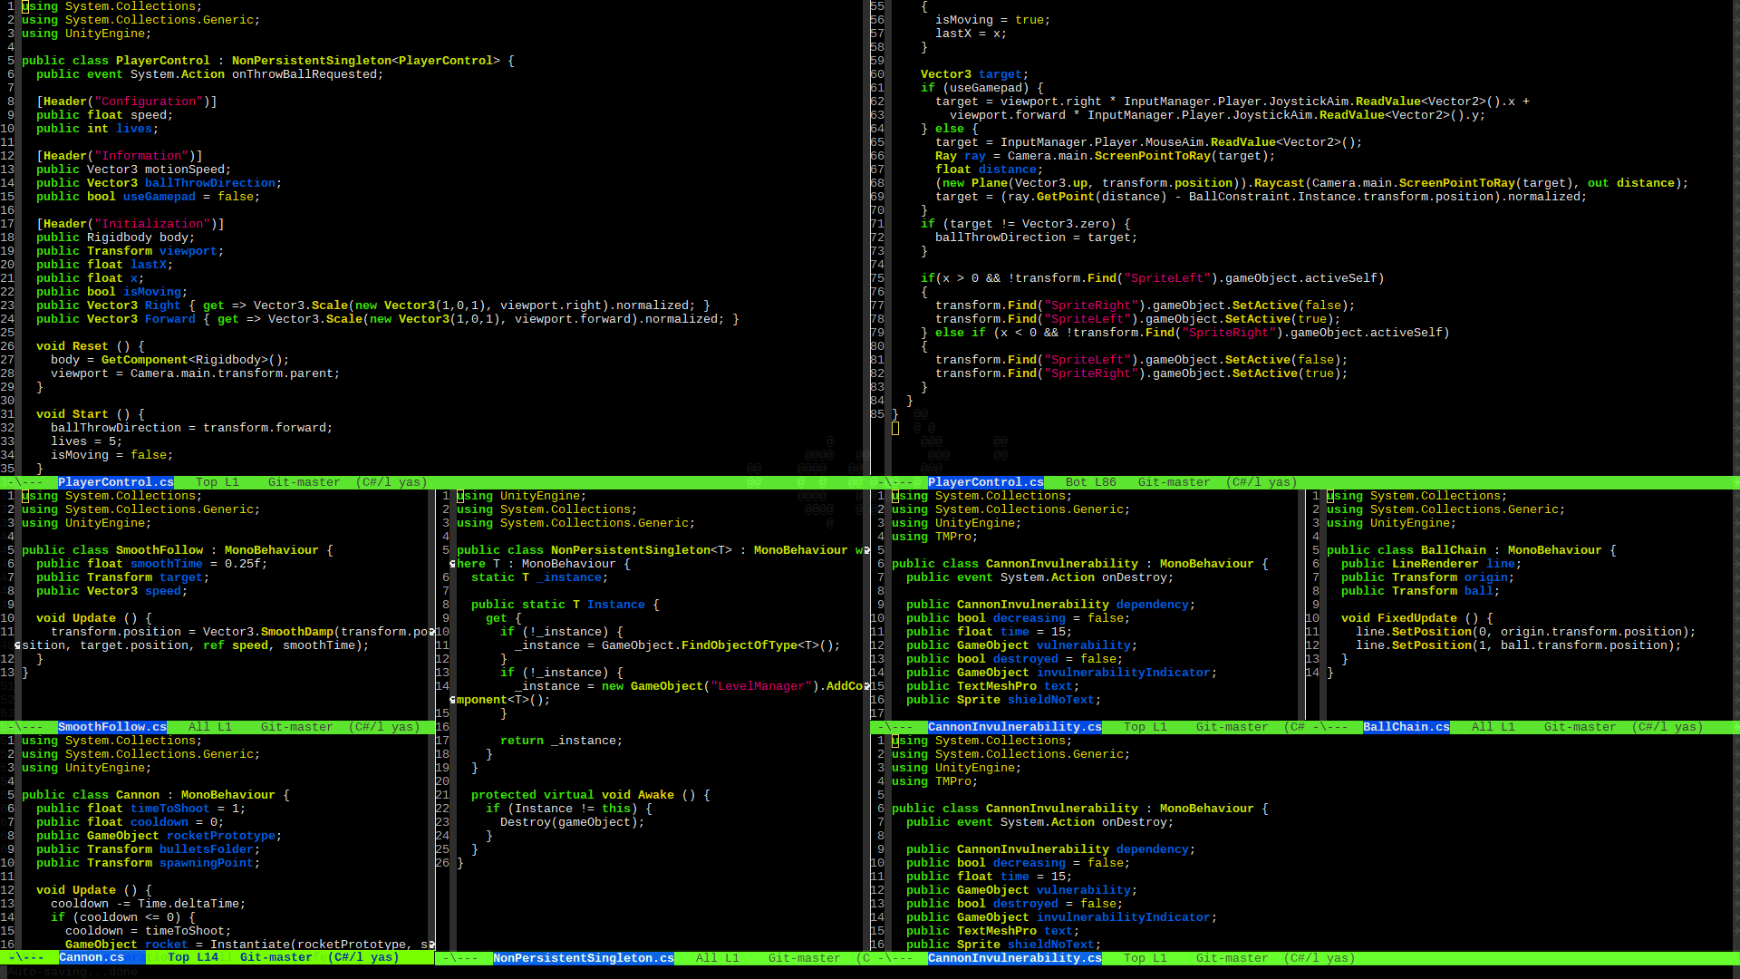 1 using System.Collections;
2 using System.Collections.Generic;
3 using UnityEngine;
4
5 public class PlayerControl : NonPersistentSingleton<PlayerControl> {
6   public event System.Action onThrowBallRequested;
7
8   [Header("Configuration")]
9   public float speed;
10   public int lives;
11
12   [Header("Information")]
13   public Vector3 motionSpeed;
14   public Vector3 ballThrowDirection;
15   public bool useGamepad = false;
16
17   [Header("Initialization")]
18   public Rigidbody body;
19   public Transform viewport;
20   public float lastX;
21   public float x;
22   public bool isMoving;
23   public Vector3 Right { get => Vector3.Scale(new Vector3(1,0,1), viewport.right).normalized; }
24   public Vector3 Forward { get => Vector3.Scale(new Vector3(1,0,1), viewport.forward).normalized; }
25
26   void Reset () {
27     body = GetComponent<Rigidbody>();
28     viewport = Camera.main.transform.parent;
29   }
30
31   void Start () {
32     ballThrowDirection = transform.forward;
33     lives = 5;
34     isMoving = false;
35   }
-\--- PlayerControl.cs Top L1 Git-master (C#/l yas)
55     {
56       isMoving = true;
57       lastX = x;
58     }
59
60     Vector3 target;
61     if (useGamepad) {
62       target = viewport.right * InputManager.Player.JoystickAim.ReadValue<Vector2>().x +
63         viewport.forward * InputManager.Player.JoystickAim.ReadValue<Vector2>().y;
64     } else {
65       target = InputManager.Player.MouseAim.ReadValue<Vector2>();
66       Ray ray = Camera.main.ScreenPointToRay(target);
67       float distance;
68       (new Plane(Vector3.up, transform.position)).Raycast(Camera.main.ScreenPointToRay(target), out distance);
69       target = (ray.GetPoint(distance) - BallConstraint.Instance.transform.position).normalized;
70     }
71     if (target != Vector3.zero) {
72       ballThrowDirection = target;
73     }
74
75     if(x > 0 && !transform.Find("SpriteLeft").gameObject.activeSelf)
76     {
77       transform.Find("SpriteRight").gameObject.SetActive(false);
78       transform.Find("SpriteLeft").gameObject.SetActive(true);
79     } else if (x < 0 && !transform.Find("SpriteRight").gameObject.activeSelf)
80     {
81       transform.Find("SpriteLeft").gameObject.SetActive(false);
82       transform.Find("SpriteRight").gameObject.SetActive(true);
83     }
84   }
85 }
-\--- PlayerControl.cs Bot L86 Git-master (C#/l yas)
1 using System.Collections;
2 using System.Collections.Generic;
3 using UnityEngine;
4
5 public class SmoothFollow : MonoBehaviour {
6   public float smoothTime = 0.25f;
7   public Transform target;
8   public Vector3 speed;
9
10   void Update () {
11     transform.position = Vector3.SmoothDamp(transform.po
sition, target.position, ref speed, smoothTime);
12   }
13 }
-\--- SmoothFollow.cs All L1 Git-master (C#/l yas)
1 using System.Collections;
2 using System.Collections.Generic;
3 using UnityEngine;
4
5 public class Cannon : MonoBehaviour {
6   public float timeToShoot = 1;
7   public float cooldown = 0;
8   public GameObject rocketPrototype;
9   public Transform bulletsFolder;
10   public Transform spawningPoint;
11
12   void Update () {
13     cooldown -= Time.deltaTime;
14     if (cooldown <= 0) {
15       cooldown = timeToShoot;
16       GameObject rocket = Instantiate(rocketPrototype, s
-\--- Cannon.cs Top L14 Git-master (C#/l yas)
Auto-saving...done
1 using UnityEngine;
2 using System.Collections;
3 using System.Collections.Generic;
4
5 public class NonPersistentSingleton<T> : MonoBehaviour w
here T : MonoBehaviour {
6   static T _instance;
7
8   public static T Instance {
9     get {
10       if (!_instance) {
11         _instance = GameObject.FindObjectOfType<T>();
12       }
13       if (!_instance) {
14         _instance = new GameObject("LevelManager").AddCo
mponent<T>();
15       }
16
17       return _instance;
18     }
19   }
20
21   protected virtual void Awake () {
22     if (Instance != this) {
23       Destroy(gameObject);
24     }
25   }
26 }
-\--- NonPersistentSingleton.cs All L1 Git-master (C
1 using System.Collections;
2 using System.Collections.Generic;
3 using UnityEngine;
4 using TMPro;
5
6 public class CannonInvulnerability : MonoBehaviour {
7   public event System.Action onDestroy;
8
9   public CannonInvulnerability dependency;
10   public bool decreasing = false;
11   public float time = 15;
12   public GameObject vulnerability;
13   public bool destroyed = false;
14   public GameObject invulnerabilityIndicator;
15   public TextMeshPro text;
16   public Sprite shieldNoText;
17
-\--- CannonInvulnerability.cs Top L1 Git-master (C#
1 using System.Collections;
2 using System.Collections.Generic;
3 using UnityEngine;
4
5 public class BallChain : MonoBehaviour {
6   public LineRenderer line;
7   public Transform origin;
8   public Transform ball;
9
10   void FixedUpdate () {
11     line.SetPosition(0, origin.transform.position);
12     line.SetPosition(1, ball.transform.position);
13   }
14 }
-\--- BallChain.cs All L1 Git-master (C#/l yas)
1 using System.Collections;
2 using System.Collections.Generic;
3 using UnityEngine;
4 using TMPro;
5
6 public class CannonInvulnerability : MonoBehaviour {
7   public event System.Action onDestroy;
8
9   public CannonInvulnerability dependency;
10   public bool decreasing = false;
11   public float time = 15;
12   public GameObject vulnerability;
13   public bool destroyed = false;
14   public GameObject invulnerabilityIndicator;
15   public TextMeshPro text;
16   public Sprite shieldNoText;
-\--- CannonInvulnerability.cs Top L1 Git-master (C#/l yas)